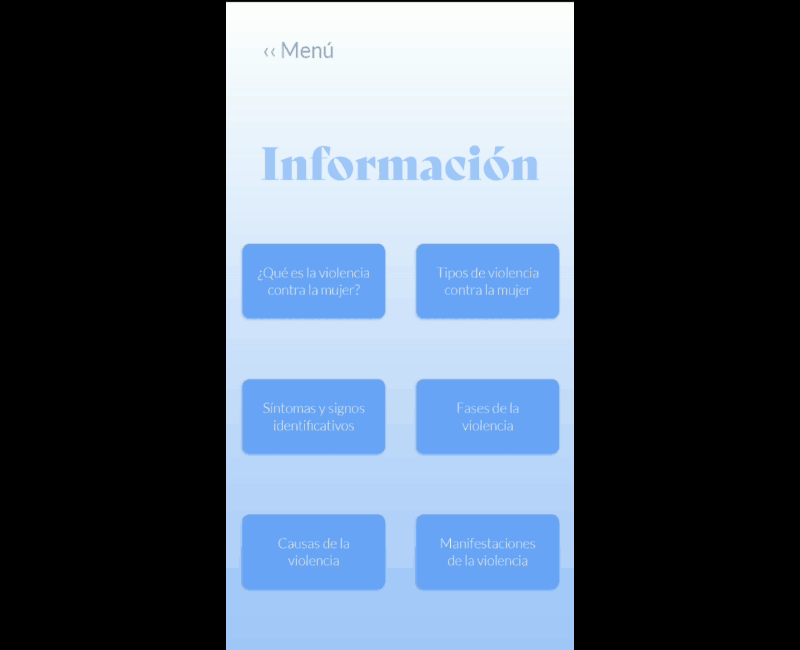 ‹‹ Menú
Información
¿Qué es la violencia
contra la mujer?
Tipos de violencia
contra la mujer
Síntomas y signos
identificativos
Fases de la
violencia
Causas de la
violencia
Manifestaciones
de la violencia